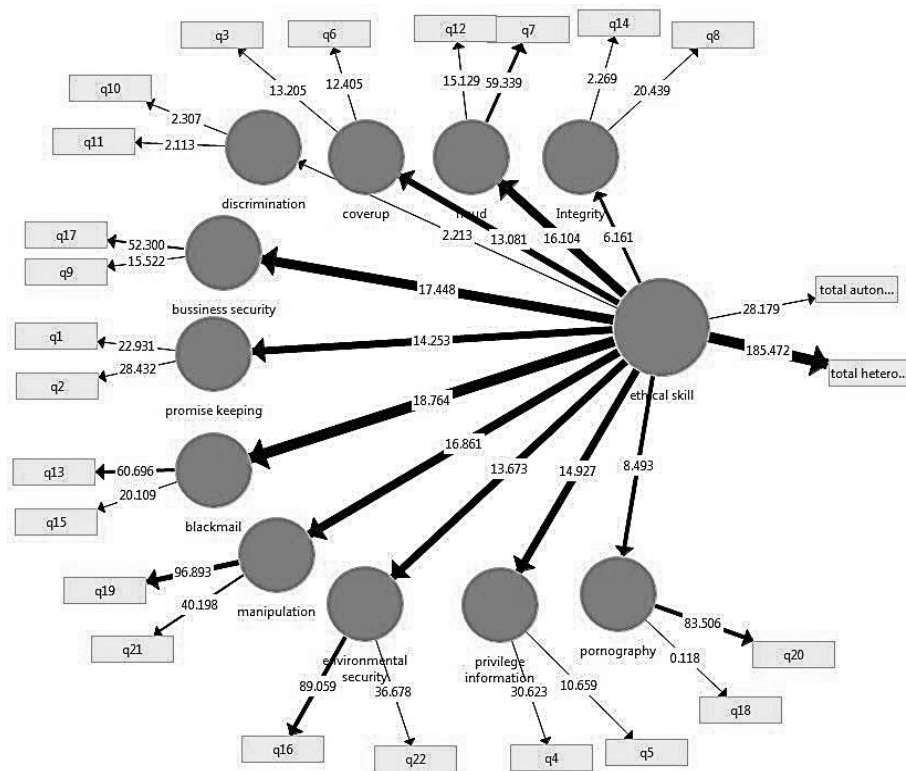 q3
q6
q12
q7
q14
q8
q10
q11
13.205
12.405
15.129
59.339
2.269
20.439
2.307
2.113
discrimination
coverup
Integrity
2.213
13.081
16.104
6.161
q17
q9
52.300
15.522
bussiness security
17.448
total auton...
28.179
185.472
total hetero...
ethical skill
q1
q2
22.931
28.432
promise keeping
14.253
18.764
q13
q15
60.696
20.109
blackmail
16.861
13.673
14.927
8.493
q19
q21
96.893
40.198
manipulation
environmental
security
privilege
information
pornography
89.059
36.678
30.623
10.659
0.118
83.506
q20
q18
q16
q22
q4
q5